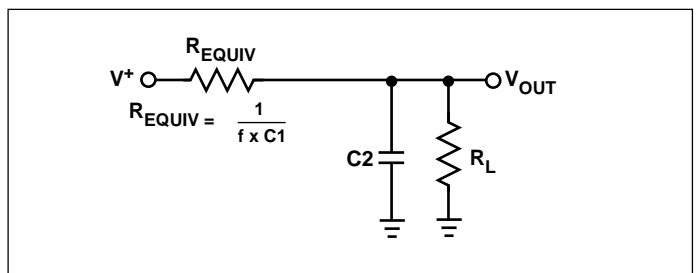 REQUIV
V+
VOUT
REQUIV = 1
f x C1
C2
RL